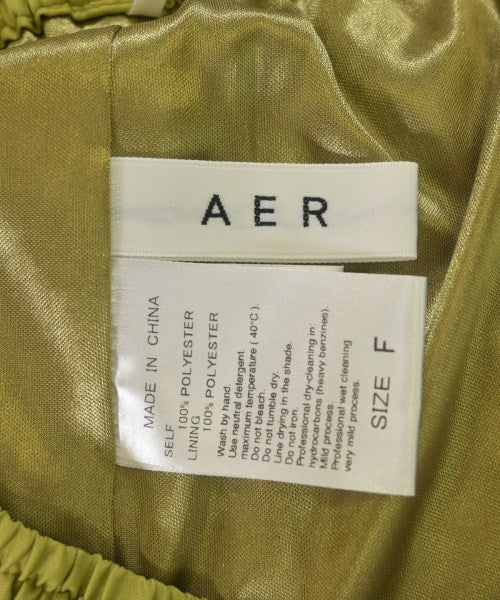 AER
MADE IN CHINA
SELF
100% POLYESTER
LINING
100% POLYESTER
Wash by hand.
Use neutral detergent.
maximum temperature ( 40°C ).
Do not bleach.
Do not tumble dry.
Line drying in the shade.
Do not iron.
Professional dry-cleaning in:
hydrocarbons (heavy benzines).
Mild process.
Professional wet cleaning
very mild process.
SIZE F